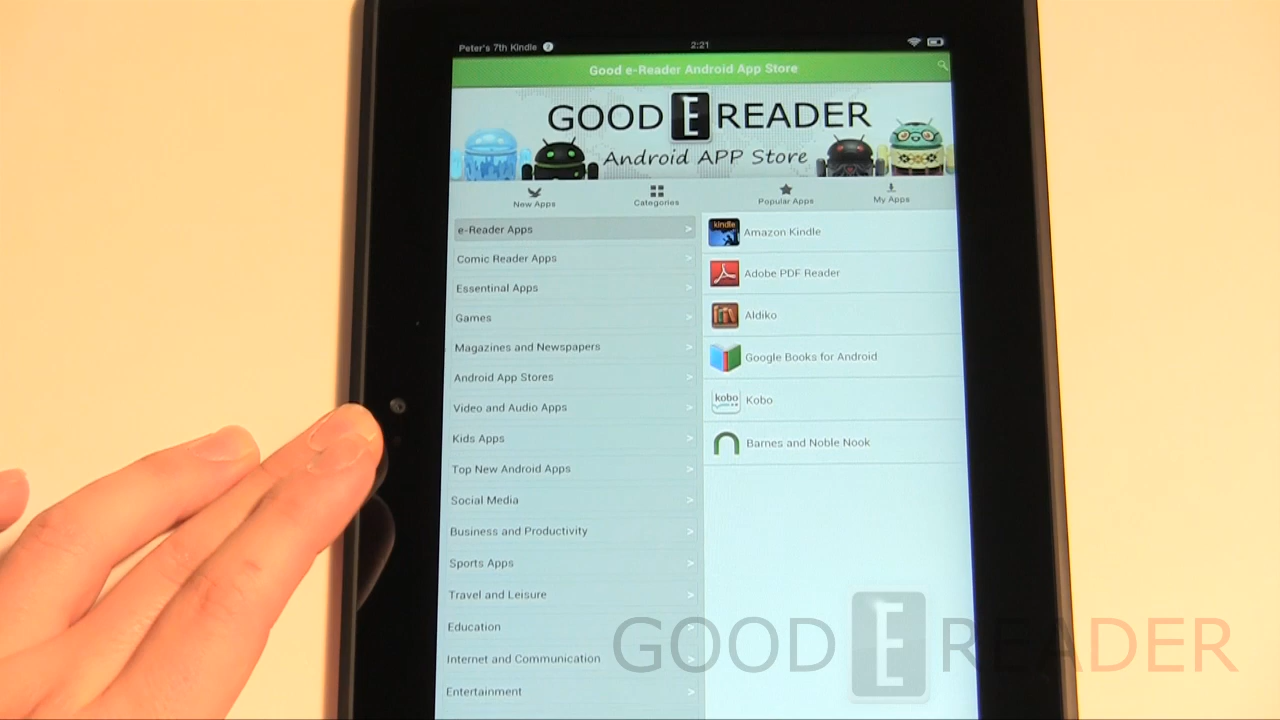 Peter's 7th Kindle 2
2:21
Good e-Reader Android App Store
GOOD E READER
Android APP Store
New Apps
Categories
Popular Apps
My Apps
e-Reader Apps >
Comic Reader Apps >
Essentinal Apps >
Games >
Magazines and Newspapers >
Android App Stores >
Video and Audio Apps >
Kids Apps >
Top New Android Apps >
Social Media >
Business and Productivity >
Sports Apps >
Travel and Leisure >
Education >
Internet and Communication >
Entertainment >
kindle
Amazon Kindle
Adobe PDF Reader
Aldiko
Google Books for Android
kobo
Kobo
Barnes and Noble Nook
GOOD E READER